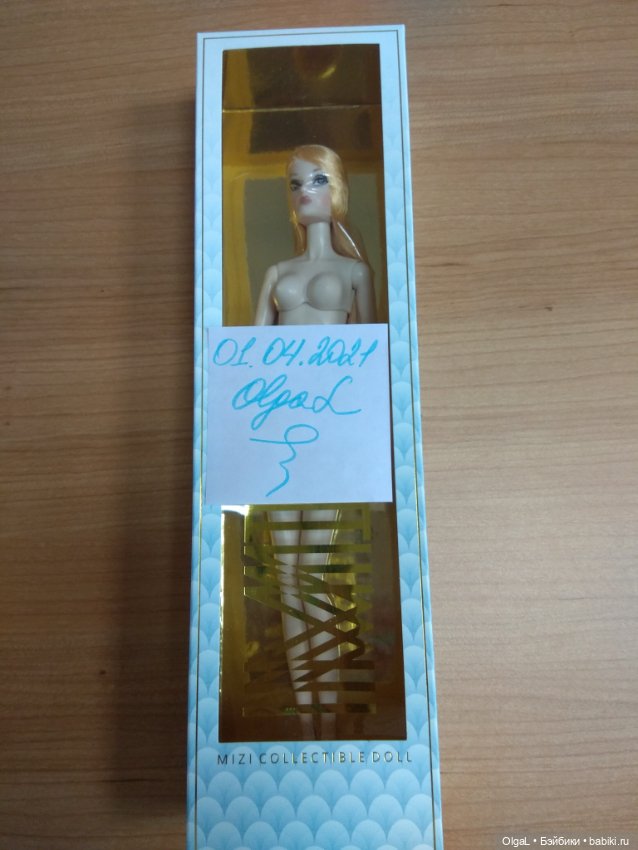 01.04.2021
OlgaL
MIZI COLLECTIBLE DOLL
OlgaL • Бэйбики • babiki.ru